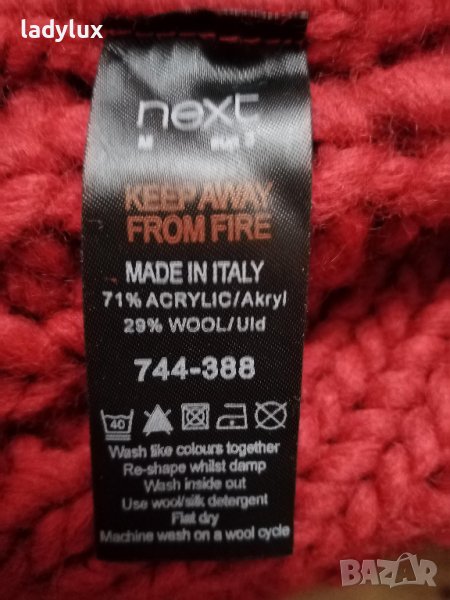 ladylux
next
M
KEEP AWAY
FROM FIRE
MADE IN ITALY
71% ACRYLIC/Akryl
29% WOOL/Uld
744-388
40
Wash like colours together
Re-shape whilst damp
Wash inside out
Use wool/silk detergent
Flat dry
Machine wash on a wool cycle
BAZAR